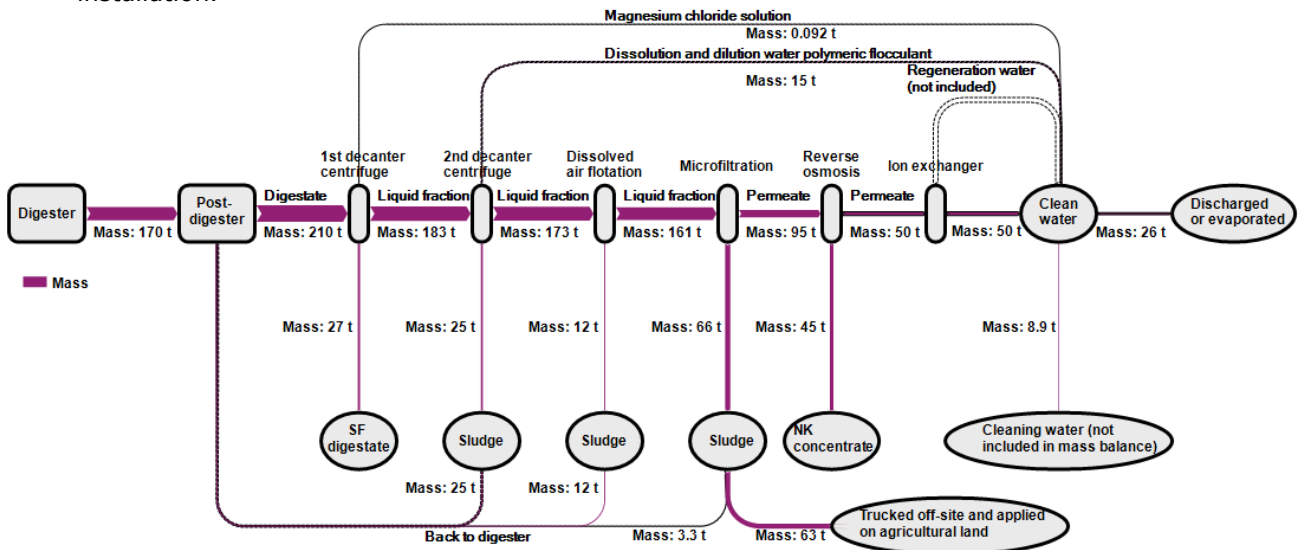 installation.
Magnesium chloride solution
Mass: 0.092 t
Dissolution and dilution water polymeric flocculant
Mass: 15 t
Regeneration water
(not included)
1st decanter
centrifuge
2nd decanter
centrifuge
Dissolved
air flotation
Microfiltration
Reverse
osmosis
Ion exchanger
Digester
Mass: 170 t
Post-
digester
Digestate
Mass: 210 t
Liquid fraction
Mass: 183 t
Liquid fraction
Mass: 173 t
Liquid fraction
Mass: 161 t
Permeate
Mass: 95 t
Permeate
Mass: 50 t
Mass: 50 t
Clean
water
Mass: 26 t
Discharged
or evaporated
Mass
Mass: 27 t
Mass: 25 t
Mass: 12 t
Mass: 66 t
Mass: 45 t
Mass: 8.9 t
SF
digestate
Sludge
Sludge
Sludge
NK
concentrate
Cleaning water (not
included in mass balance)
Mass: 25 t
Mass: 12 t
Back to digester
Mass: 3.3 t
Mass: 63 t
Trucked off-site and applied
on agricultural land